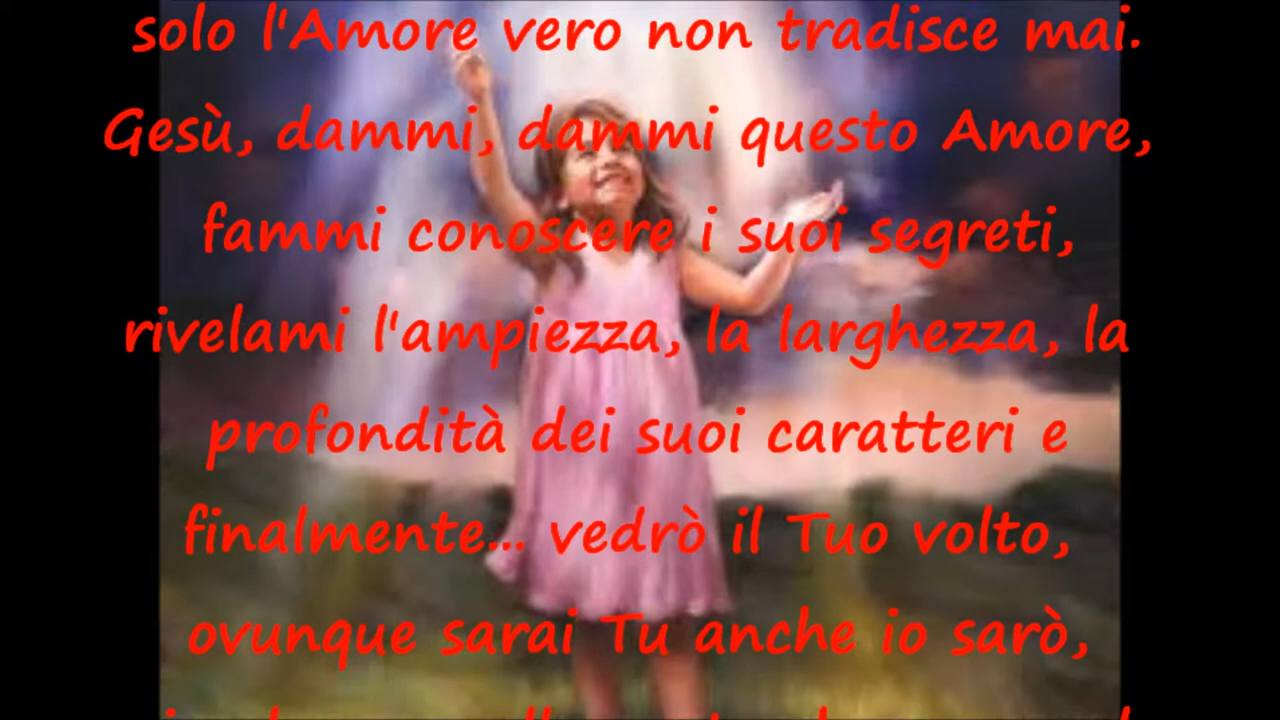 solo l'Amore vero non tradisce mai.
Gesù, dammi, dammi questo Amore,
fammi conoscere i suoi segreti,
rivelami l'ampiezza, la larghezza, la
profondità dei suoi caratteri e
finalmente... vedrò il Tuo volto,
ovunque sarai Tu anche io sarò,